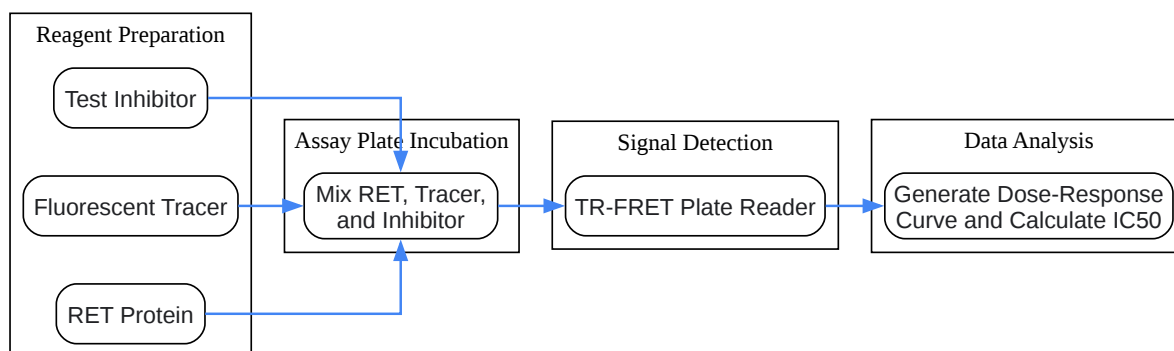 Reagent Preparation
Test Inhibitor
Fluorescent Tracer
RET Protein
Assay Plate Incubation
Mix RET, Tracer,
and Inhibitor
Signal Detection
TR-FRET Plate Reader
Data Analysis
Generate Dose-Response
Curve and Calculate IC50